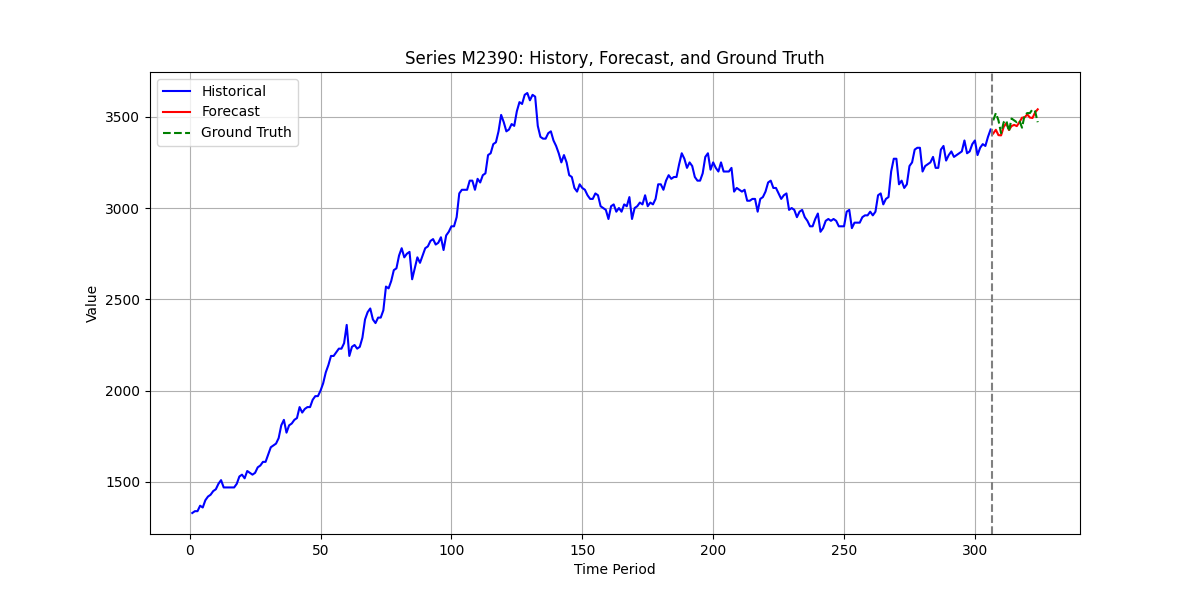 Series M2390: History, Forecast, and Ground Truth
Historical
Forecast
Ground Truth
Value
3500
3000
2500
2000
1500
0 50 100 150 200 250 300
Time Period